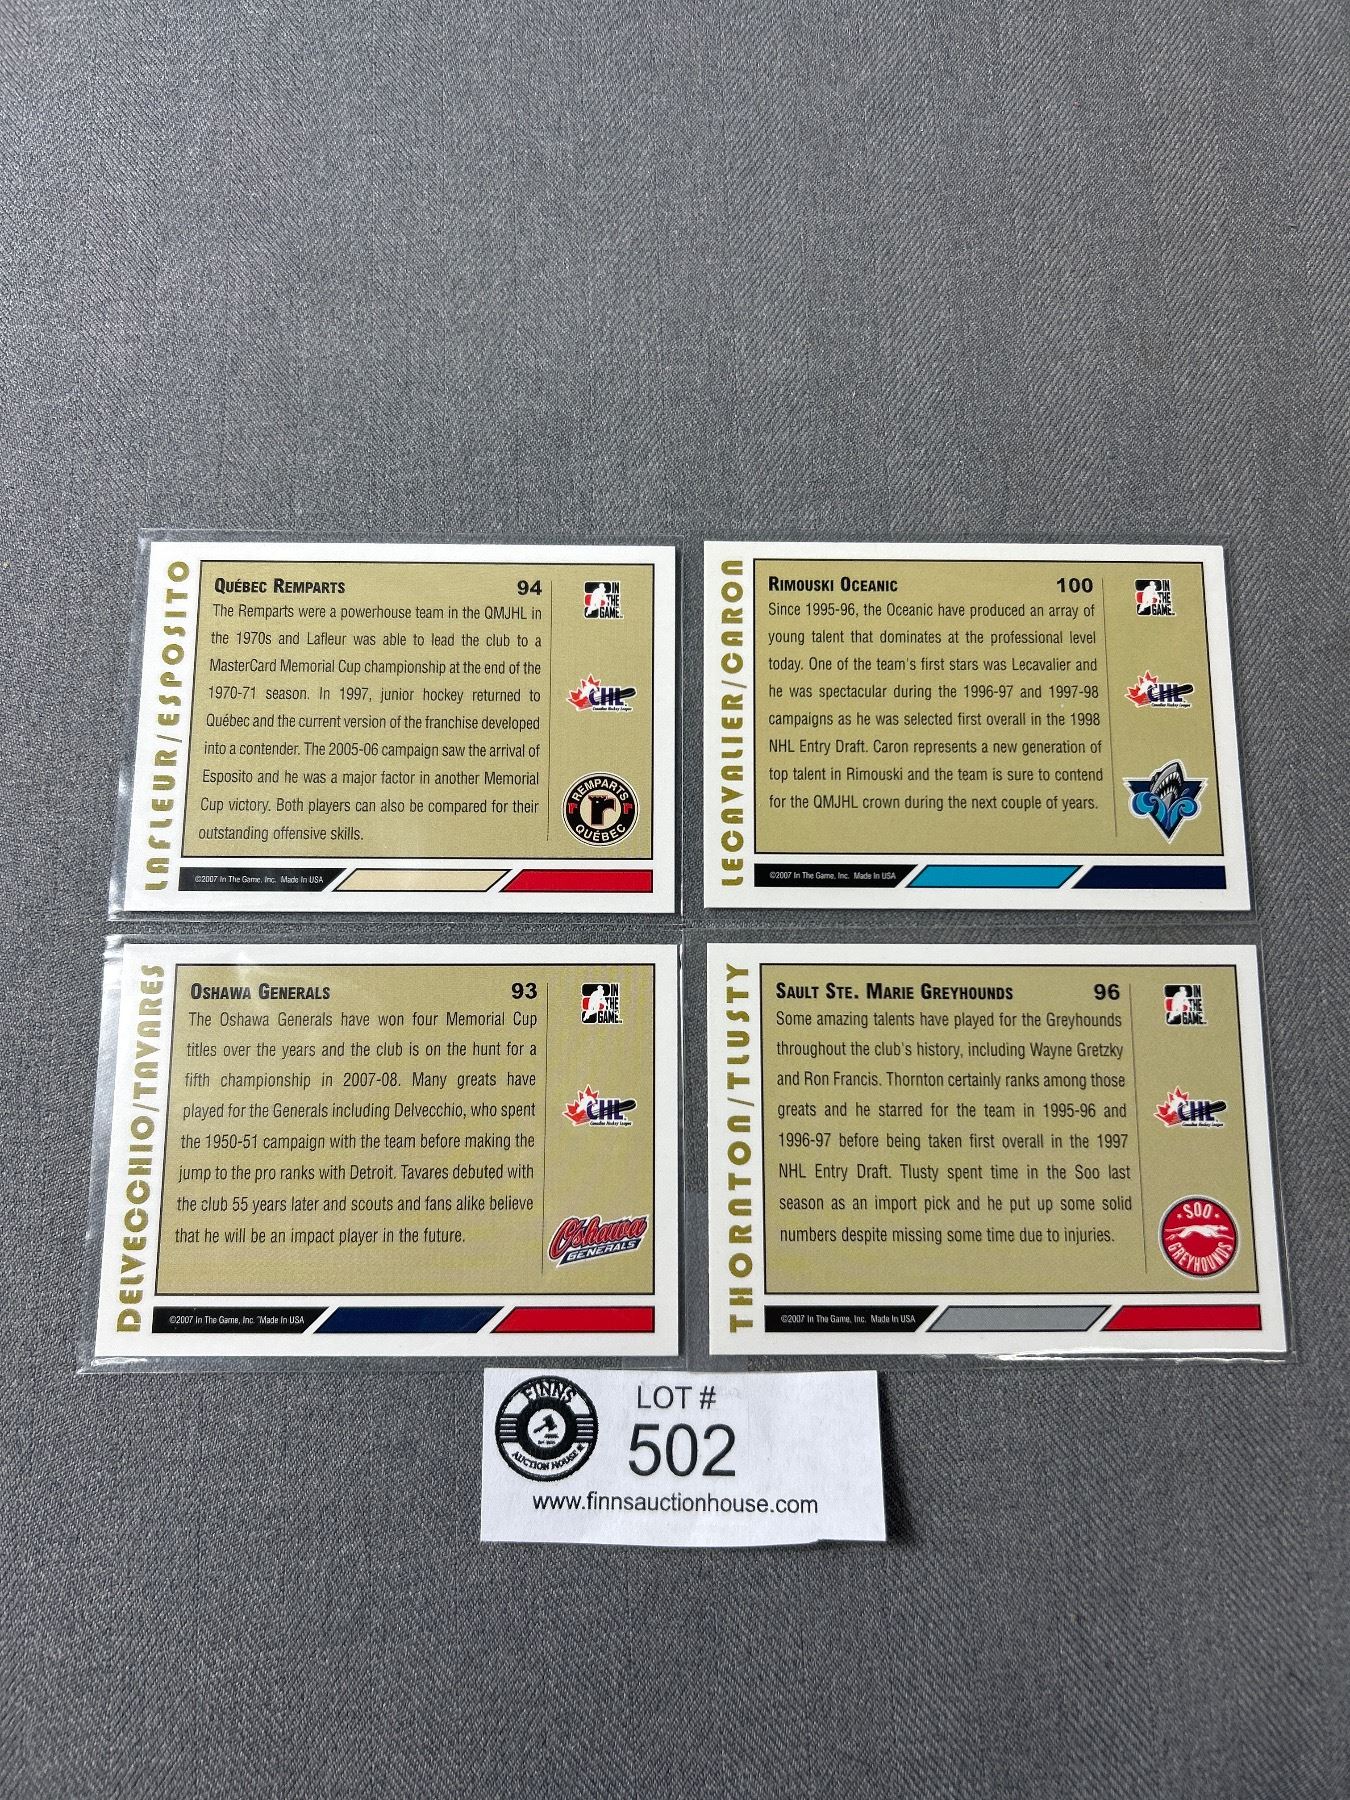 LAFLEUR/ESPOSITO
QUÉBEC REMPARTS 94
The Remparts were a powerhouse team in the QMJHL in
the 1970s and Lafleur was able to lead the club to a
MasterCard Memorial Cup championship at the end of the
1970-71 season. In 1997, junior hockey returned to
Québec and the current version of the franchise developed
into a contender. The 2005-06 campaign saw the arrival of
Esposito and he was a major factor in another Memorial
Cup victory. Both players can also be compared for their
outstanding offensive skills.
IN
THE
GAME
CHL
Canadian Hockey League
REMPARTS
r
QUÉBEC
©2007 In The Game, Inc. Made In USA
LECAVALIER/CARON
RIMOUSKI OCEANIC 100
Since 1995-96, the Oceanic have produced an array of
young talent that dominates at the professional level
today. One of the team's first stars was Lecavalier and
he was spectacular during the 1996-97 and 1997-98
campaigns as he was selected first overall in the 1998
NHL Entry Draft. Caron represents a new generation of
top talent in Rimouski and the team is sure to contend
for the QMJHL crown during the next couple of years.
IN
THE
GAME
CHL
Canadian Hockey League
©2007 In The Game, Inc. Made In USA
DELVECCHIO/TAVARES
OSHAWA GENERALS 93
The Oshawa Generals have won four Memorial Cup
titles over the years and the club is on the hunt for a
fifth championship in 2007-08. Many greats have
played for the Generals including Delvecchio, who spent
the 1950-51 campaign with the team before making the
jump to the pro ranks with Detroit. Tavares debuted with
the club 55 years later and scouts and fans alike believe
that he will be an impact player in the future.
IN
THE
GAME
CHL
Canadian Hockey League
Oshawa
GENERALS
©2007 In The Game, Inc. Made In USA
THORNTON/TLUSTY
SAULT STE. MARIE GREYHOUNDS 96
Some amazing talents have played for the Greyhounds
throughout the club's history, including Wayne Gretzky
and Ron Francis. Thornton certainly ranks among those
greats and he starred for the team in 1995-96 and
1996-97 before being taken first overall in the 1997
NHL Entry Draft. Tlusty spent time in the Soo last
season as an import pick and he put up some solid
numbers despite missing some time due to injuries.
IN
THE
GAME
CHL
Canadian Hockey League
SOO
GREYHOUNDS
©2007 In The Game, Inc. Made In USA
FINNS
AUCTION HOUSE
LOT #
502
www.finnsauctionhouse.com